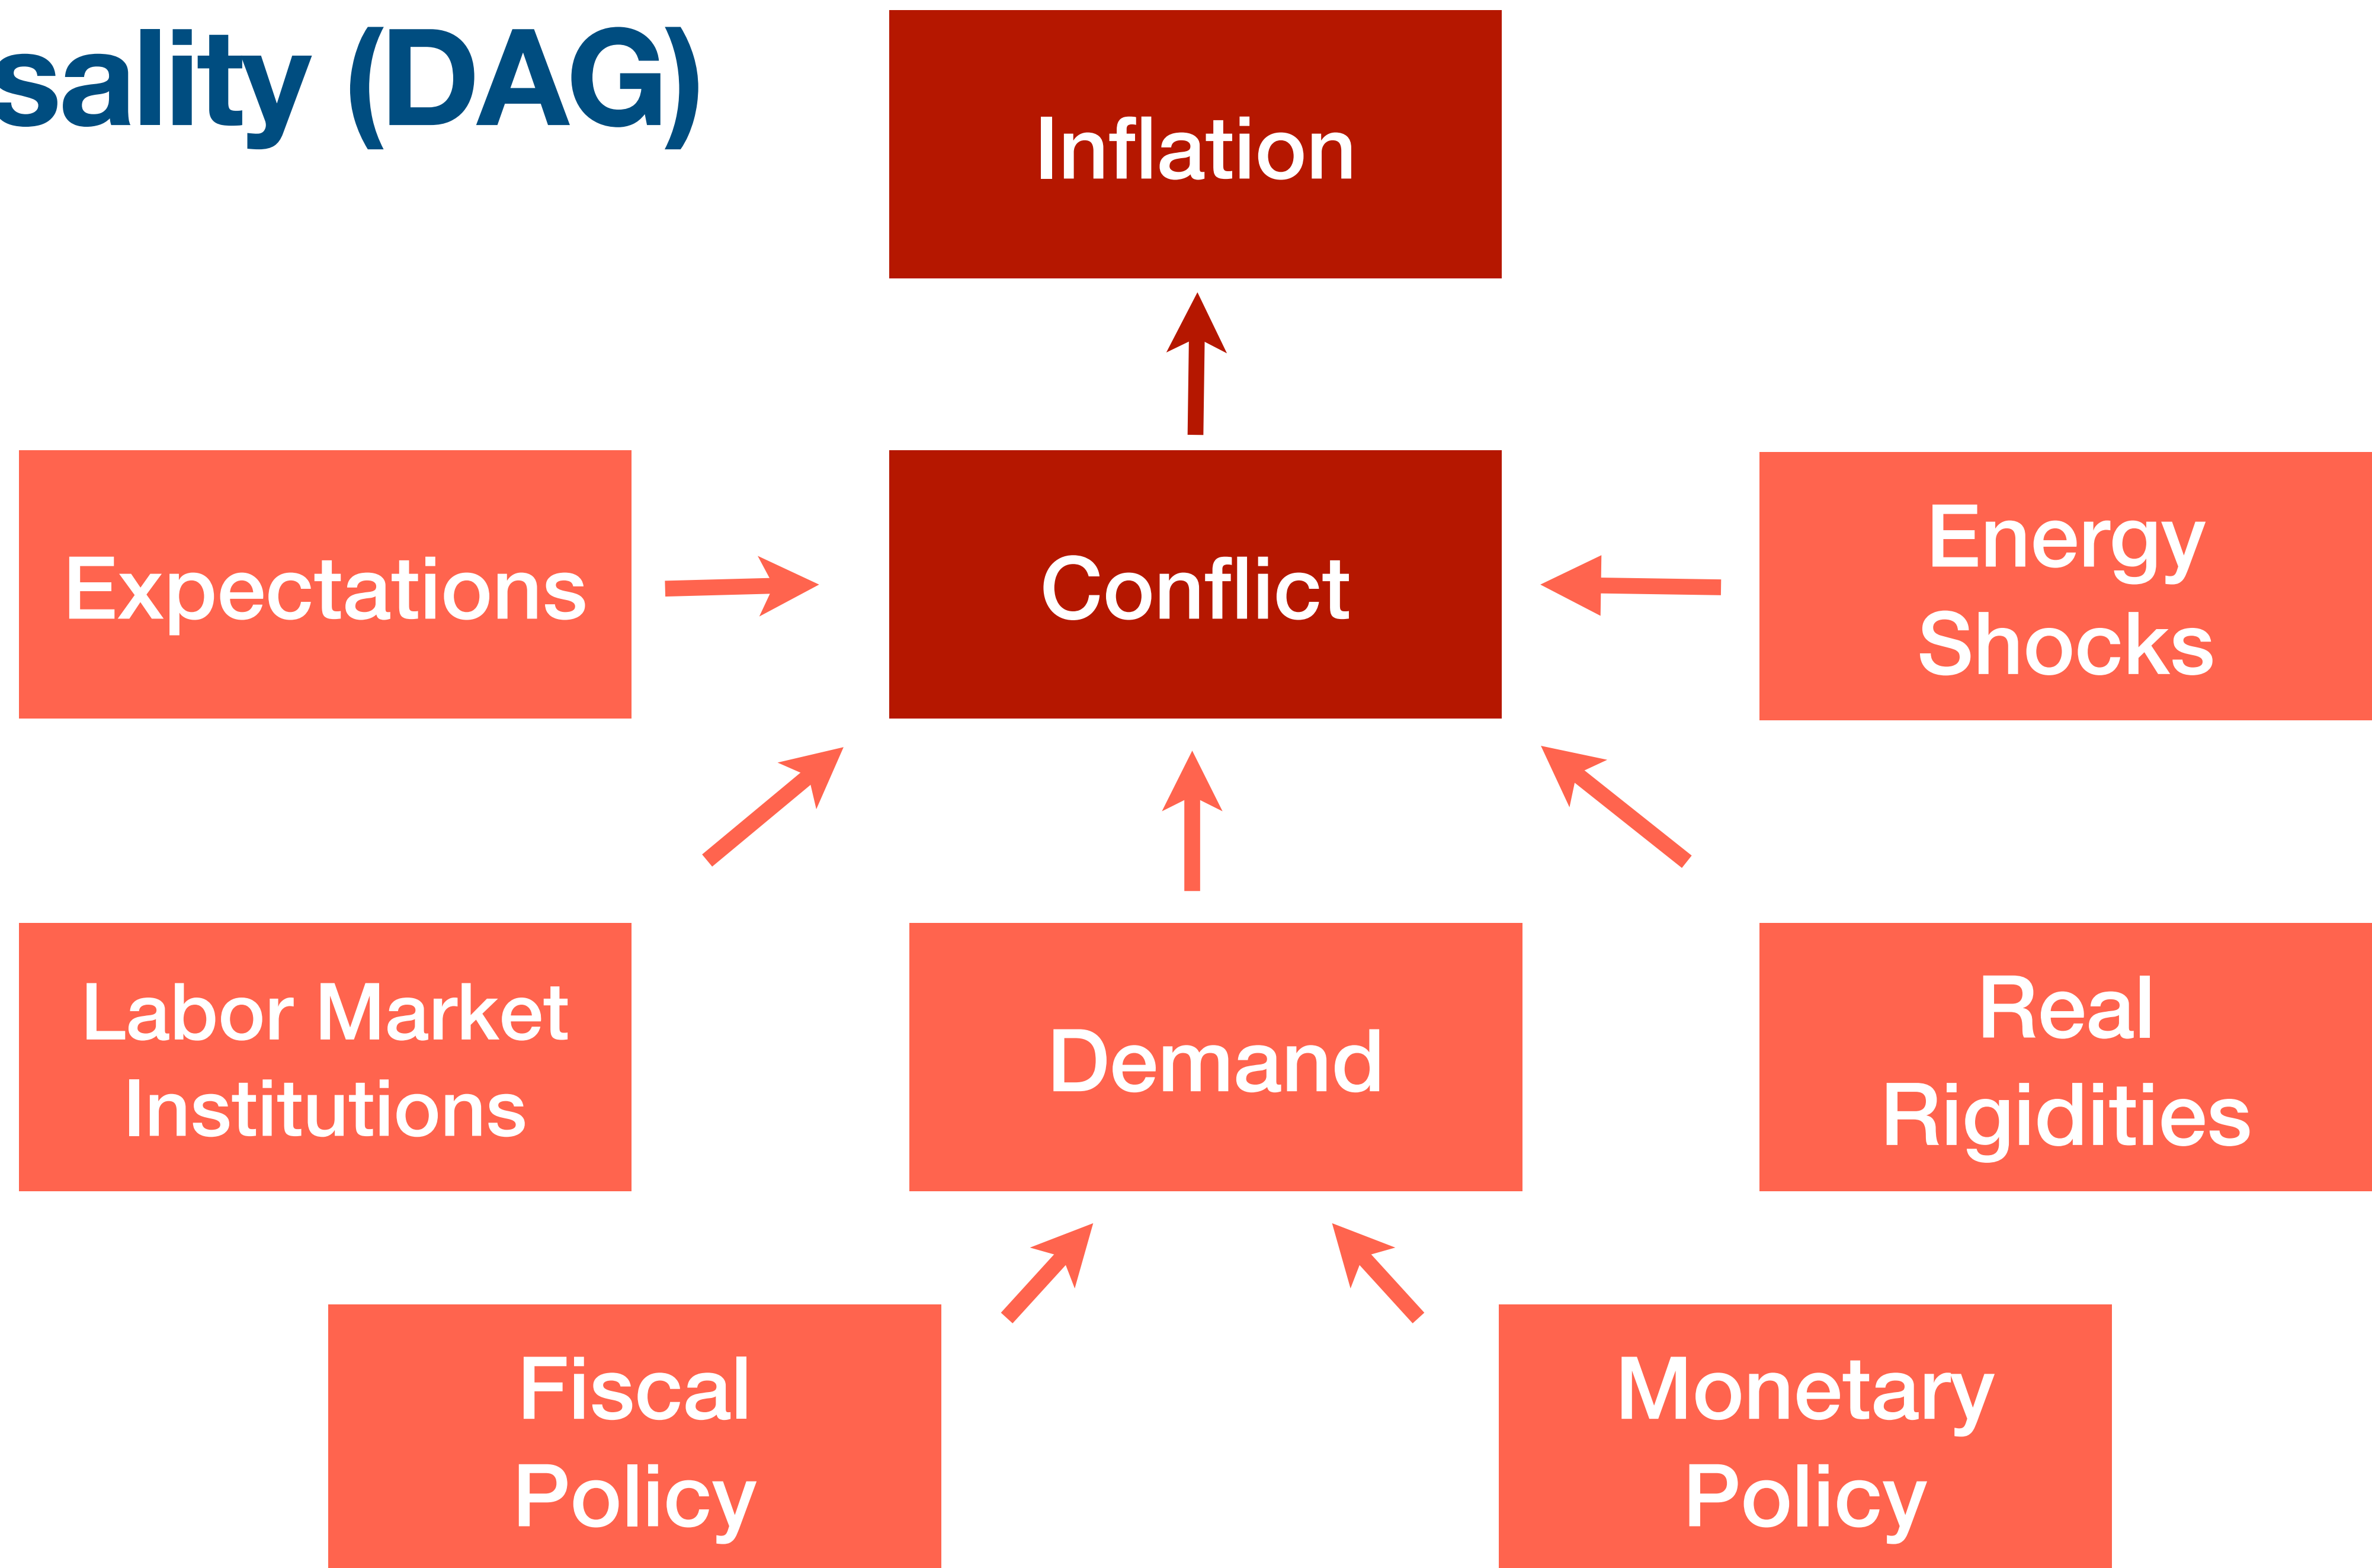 sality (DAG)
Inflation
Expectations
Conflict
Energy
Shocks
Labor Market
Institutions
Demand
Real
Rigidities
Fiscal
Policy
Monetary
Policy